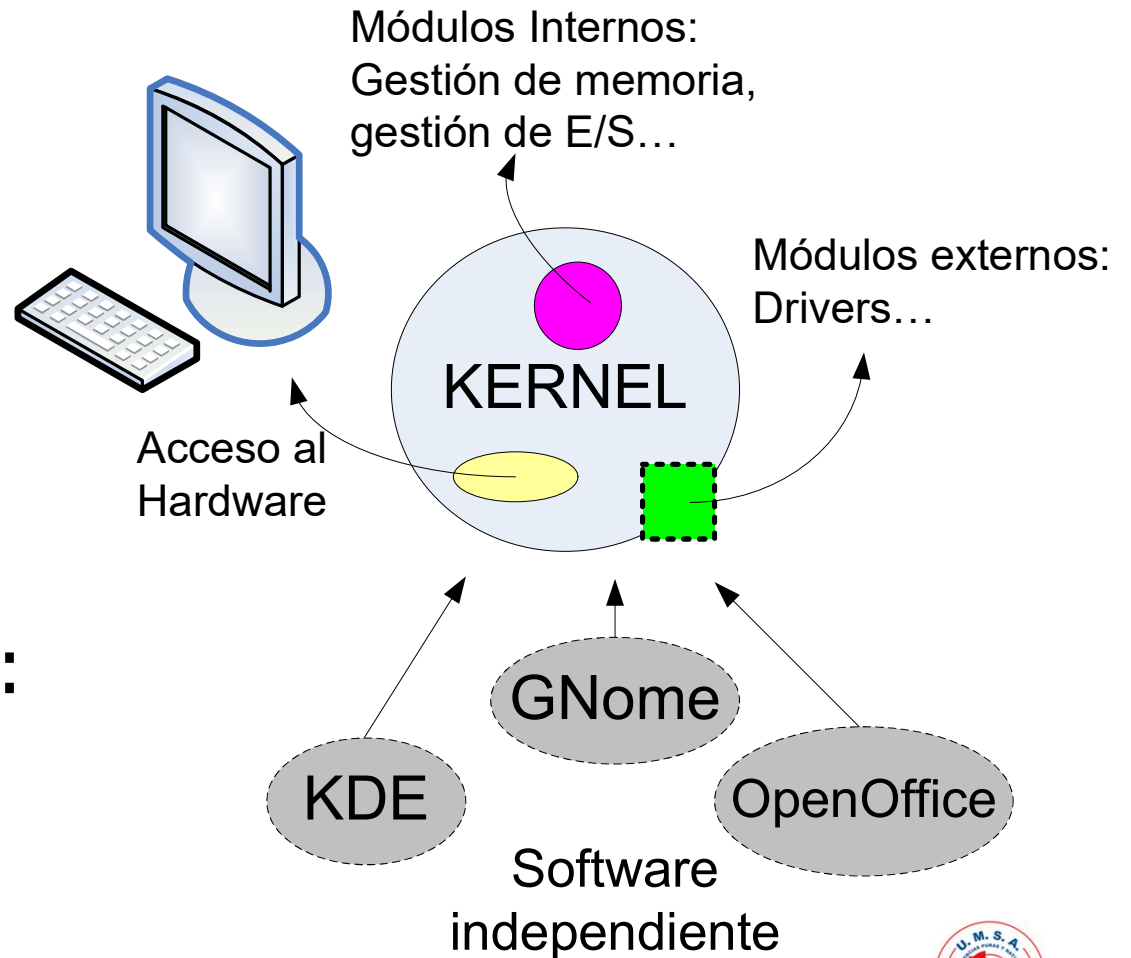 Módulos Internos:
Gestión de memoria,
gestión de E/S…
Módulos externos:
Drivers…
KERNEL
Acceso al
Hardware
:
GNome
KDE
OpenOffice
Software
independiente
U. M. S. A.